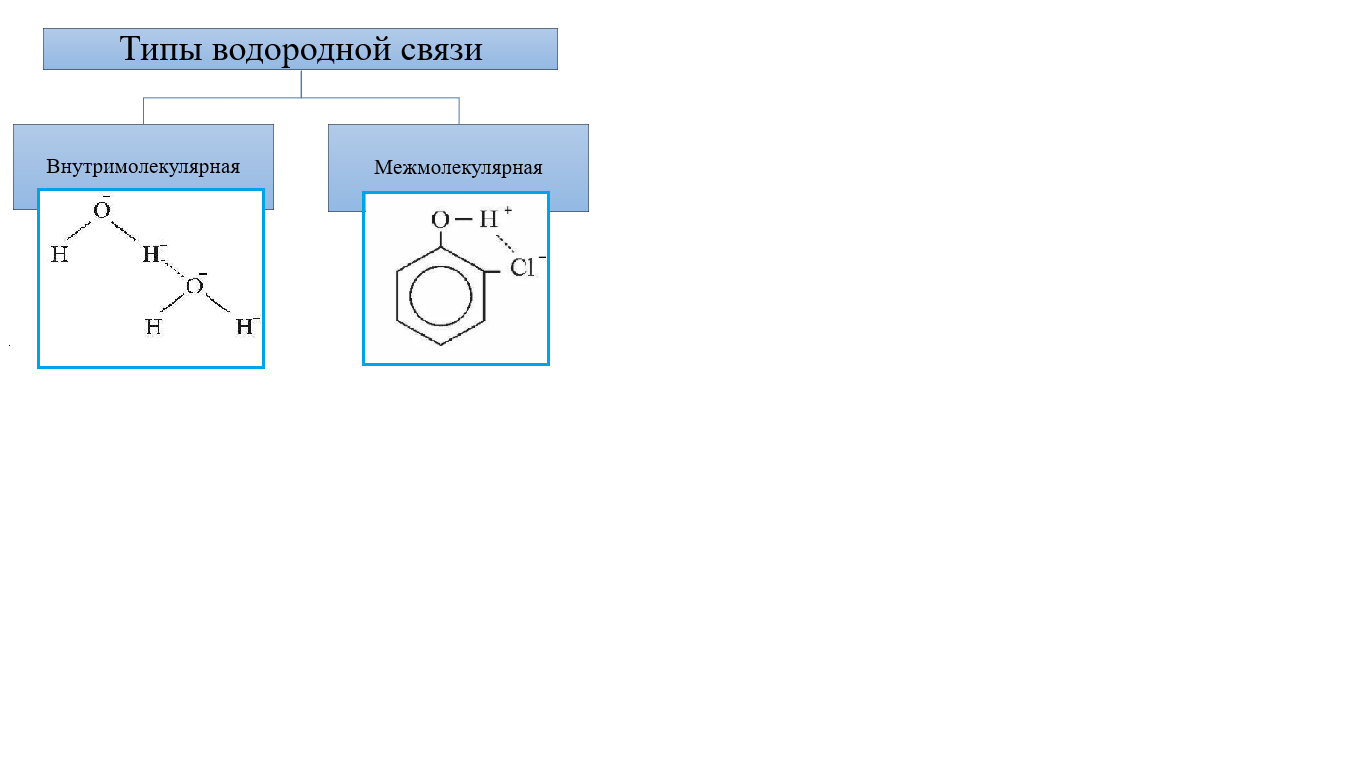 Типы водородной связи
Внутримолекулярная
Межмолекулярная
O⁻
H H⁻
O⁻
H H⁻
O – H⁺
Cl⁻